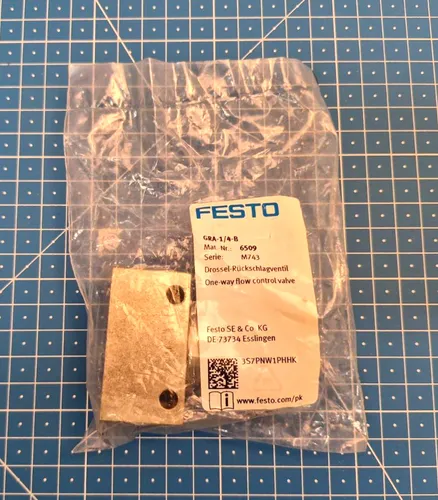 FESTO
GRA-1/4-B
Mat. Nr.: 6509
Serie: M743
Drossel-Rückschlagventil
One-way flow control valve
Festo SE & Co. KG
DE-73734 Esslingen
3S7PNW1PHHK
www.festo.com/pk